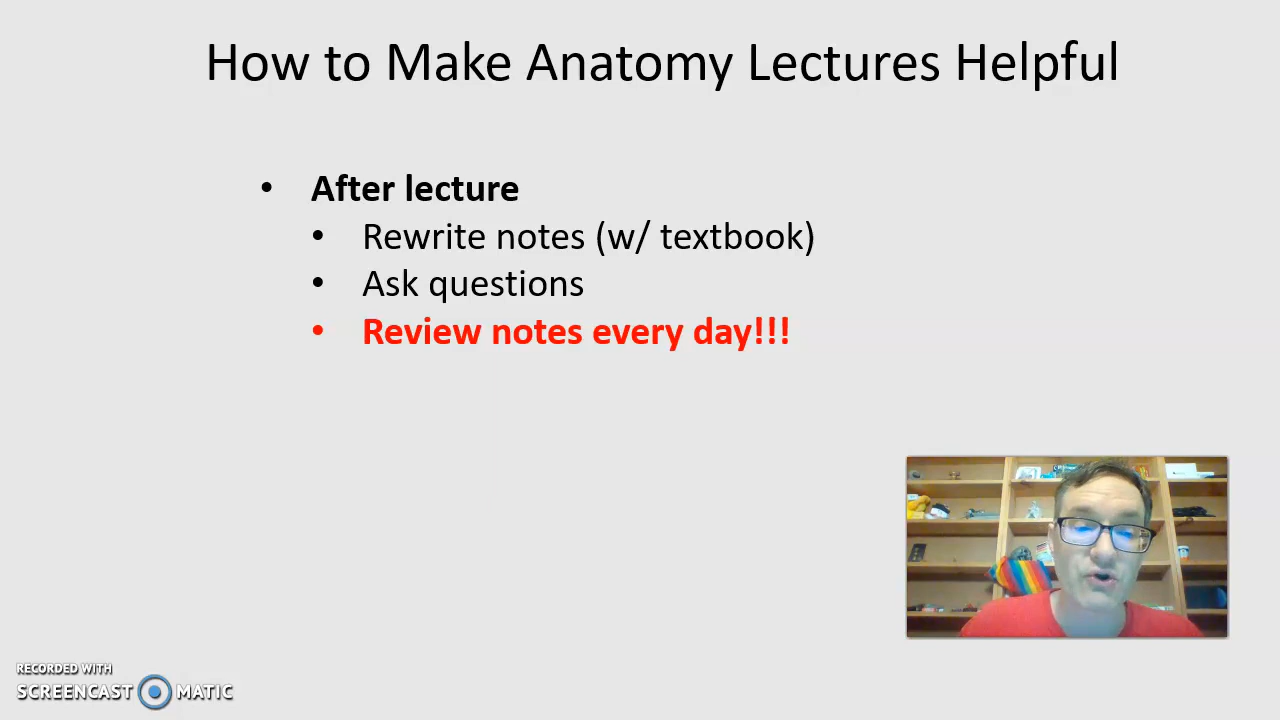 How to Make Anatomy Lectures Helpful
• After lecture
• Rewrite notes (w/ textbook)
• Ask questions
• Review notes every day!!!
RECORDED WITH
SCREENCAST MATIC